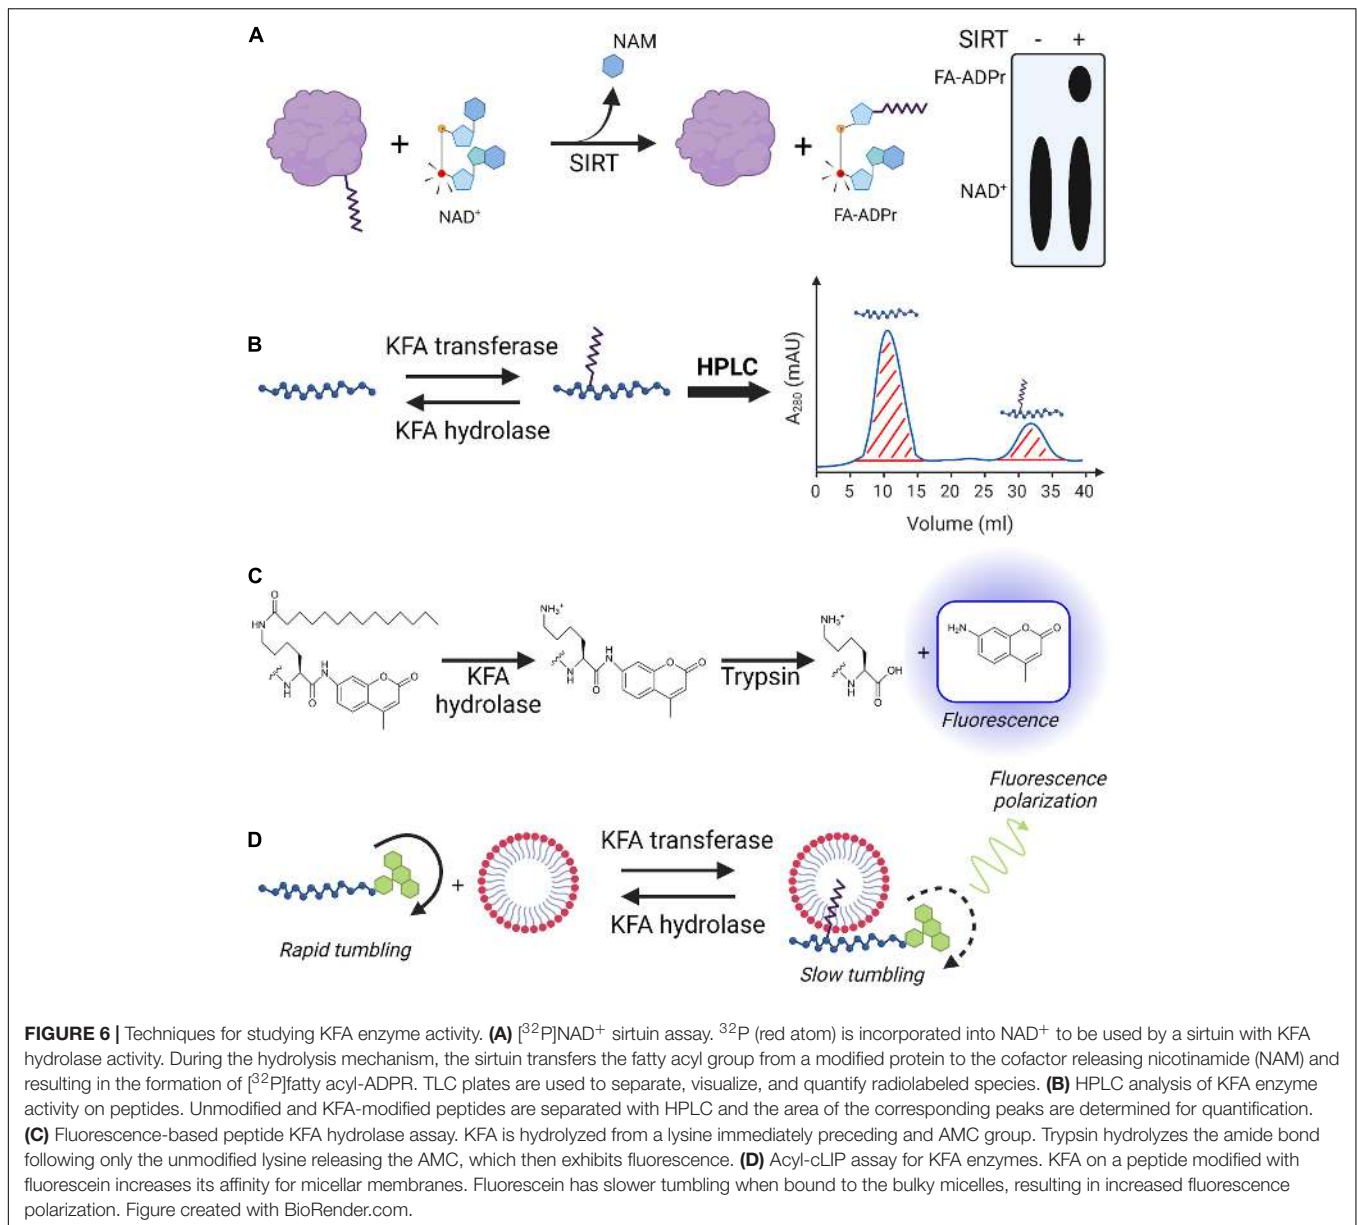 A
NAM
SIRT - +
FA-ADPr
+
SIRT
+
NAD⁺
NAD⁺
FA-ADPr
B
KFA transferase
KFA hydrolase
HPLC
A₂₈₀ (mAU)
0 5 10 15 20 25 30 35 40
Volume (ml)
C
O
HN
N
H
O
H
N
O
O
KFA
hydrolase
NH₃⁺
N
H
O
H
N
O
O
Trypsin
NH₃⁺
N
H
OH
O
+
H₂N
O
O
Fluorescence
Fluorescence
polarization
D
+
KFA transferase
KFA hydrolase
Rapid tumbling
Slow tumbling
FIGURE 6 | Techniques for studying KFA enzyme activity. (A) [³²P]NAD⁺ sirtuin assay. ³²P (red atom) is incorporated into NAD⁺ to be used by a sirtuin with KFA
hydrolase activity. During the hydrolysis mechanism, the sirtuin transfers the fatty acyl group from a modified protein to the cofactor releasing nicotinamide (NAM) and
resulting in the formation of [³²P]fatty acyl-ADPR. TLC plates are used to separate, visualize, and quantify radiolabeled species. (B) HPLC analysis of KFA enzyme
activity on peptides. Unmodified and KFA-modified peptides are separated with HPLC and the area of the corresponding peaks are determined for quantification.
(C) Fluorescence-based peptide KFA hydrolase assay. KFA is hydrolyzed from a lysine immediately preceding and AMC group. Trypsin hydrolyzes the amide bond
following only the unmodified lysine releasing the AMC, which then exhibits fluorescence. (D) Acyl-cLIP assay for KFA enzymes. KFA on a peptide modified with
fluorescein increases its affinity for micellar membranes. Fluorescein has slower tumbling when bound to the bulky micelles, resulting in increased fluorescence
polarization. Figure created with BioRender.com.